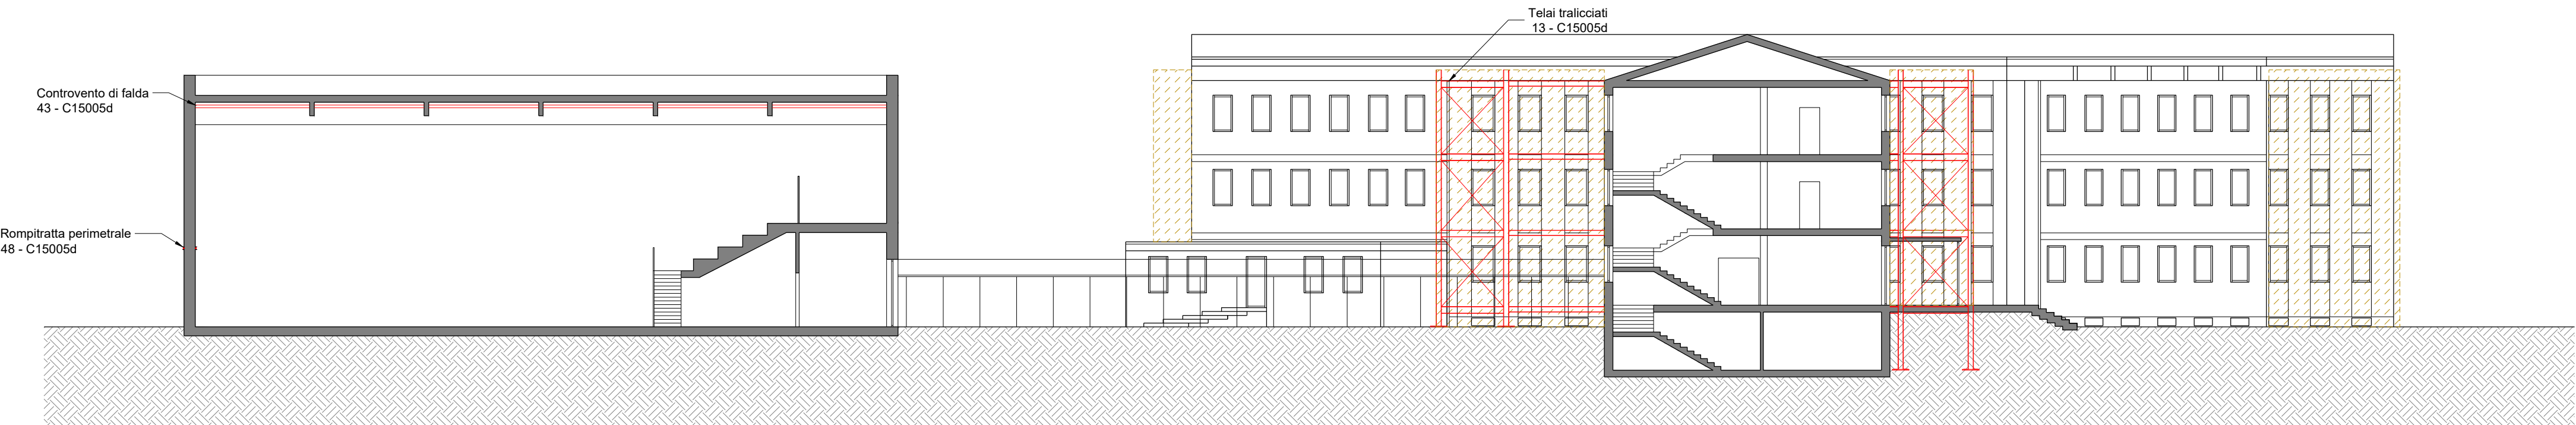 Telai tralicciati
13 - C15005d
Controvento di falda
43 - C15005d
Rompitratta perimetrale
48 - C15005d